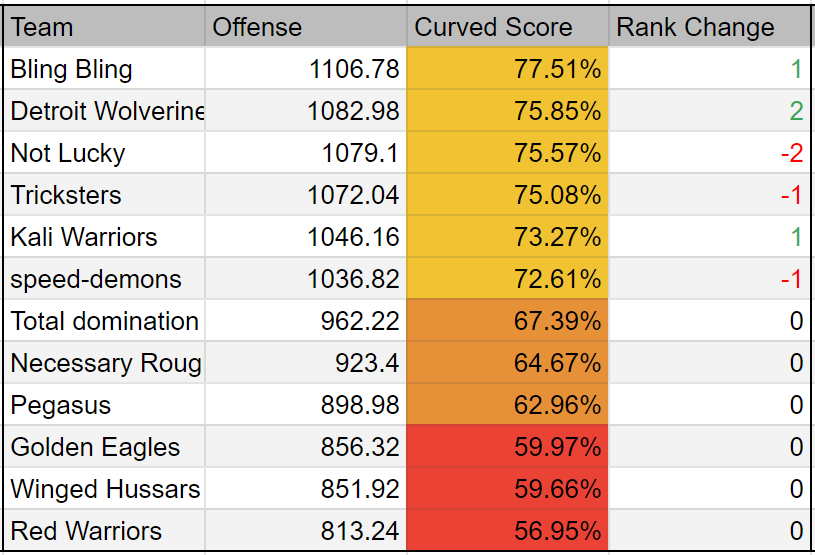 Team Offense Curved Score Rank Change
Bling Bling 1106.78 77.51% 1
Detroit Wolverine 1082.98 75.85% 2
Not Lucky 1079.1 75.57% -2
Tricksters 1072.04 75.08% -1
Kali Warriors 1046.16 73.27% 1
speed-demons 1036.82 72.61% -1
Total domination 962.22 67.39% 0
Necessary Roug 923.4 64.67% 0
Pegasus 898.98 62.96% 0
Golden Eagles 856.32 59.97% 0
Winged Hussars 851.92 59.66% 0
Red Warriors 813.24 56.95% 0